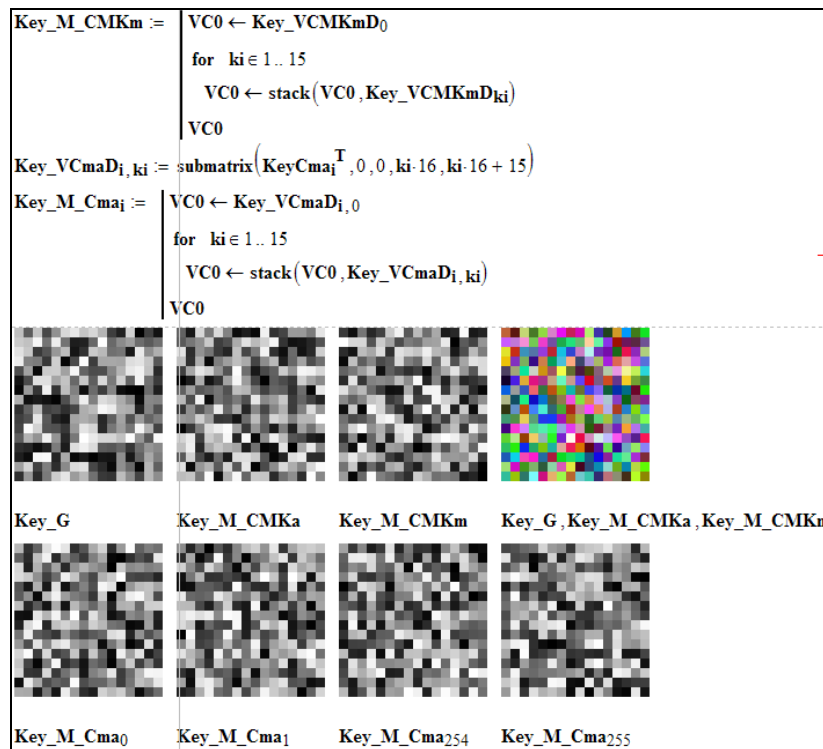 Key_M_CMKm := VC0 ← Key_VCMKmD0
for ki ∈ 1 .. 15
VC0 ← stack(VC0 , Key_VCMKmDki)
VC0
Key_VCmaDi , ki := submatrix(KeyCmai^T , 0 , 0 , ki·16 , ki·16 + 15)
Key_M_Cmai := VC0 ← Key_VCmaDi , 0
for ki ∈ 1 .. 15
VC0 ← stack(VC0 , Key_VCmaDi , ki)
VC0
Key_G Key_M_CMKa Key_M_CMKm Key_G , Key_M_CMKa , Key_M_CMKm
Key_M_Cma0 Key_M_Cma1 Key_M_Cma254 Key_M_Cma255